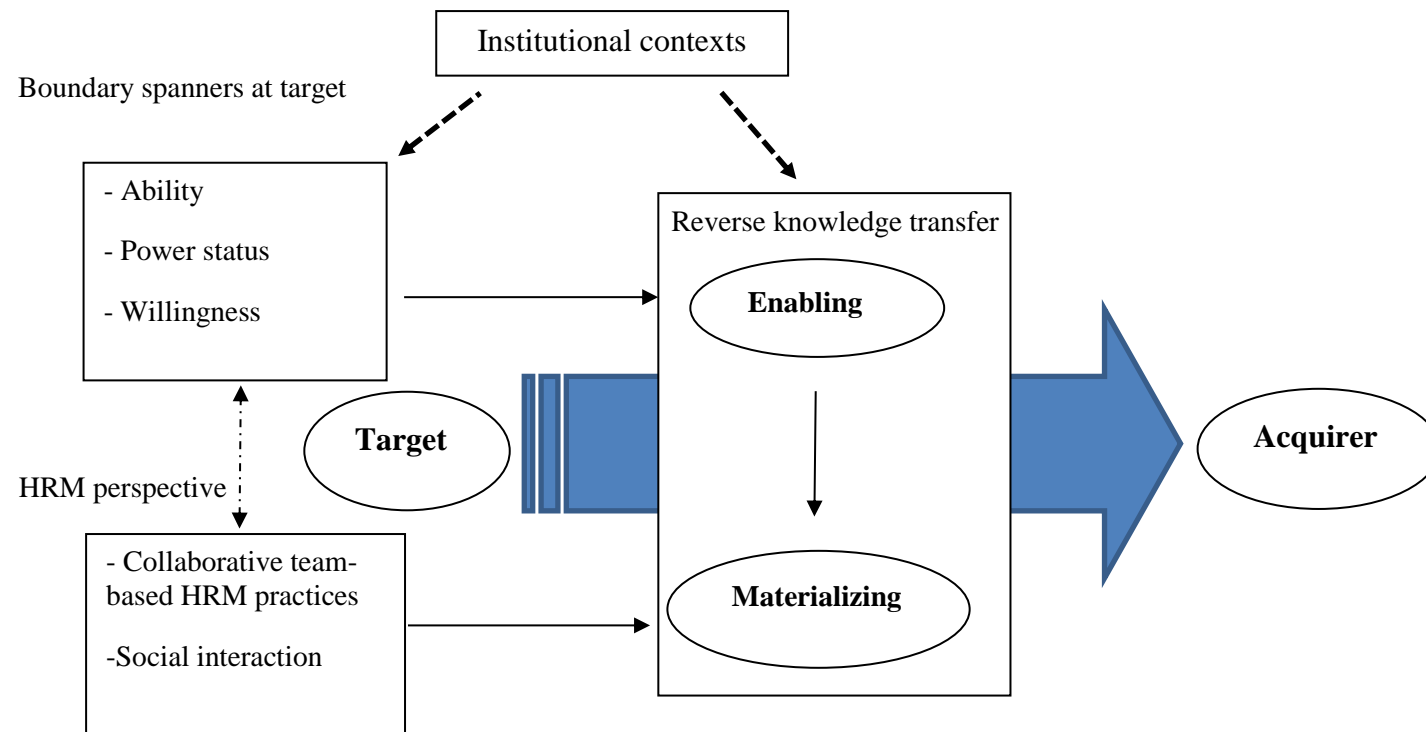 Institutional contexts
Boundary spanners at target
- Ability
- Power status
- Willingness
Reverse knowledge transfer
Enabling
Target
Acquirer
HRM perspective
- Collaborative team-
based HRM practices
-Social interaction
Materializing